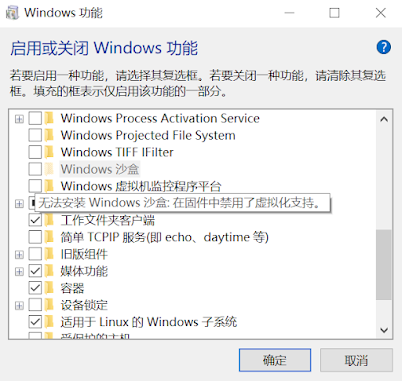 Windows 功能
启用或关闭 Windows 功能
若要启用一种功能，请选择其复选框。若要关闭一种功能，请清除其复选
框。填充的框表示仅启用该功能的一部分。
Windows Process Activation Service
Windows Projected File System
Windows TIFF IFilter
Windows 沙盒
Windows 虚拟机监控程序平台
无法安装 Windows 沙盒: 在固件中禁用了虚拟化支持。
工作文件夹客户端
简单 TCPIP 服务(即 echo、daytime 等)
旧版组件
媒体功能
容器
设备锁定
适用于 Linux 的 Windows 子系统
受保护的主机
确定
取消